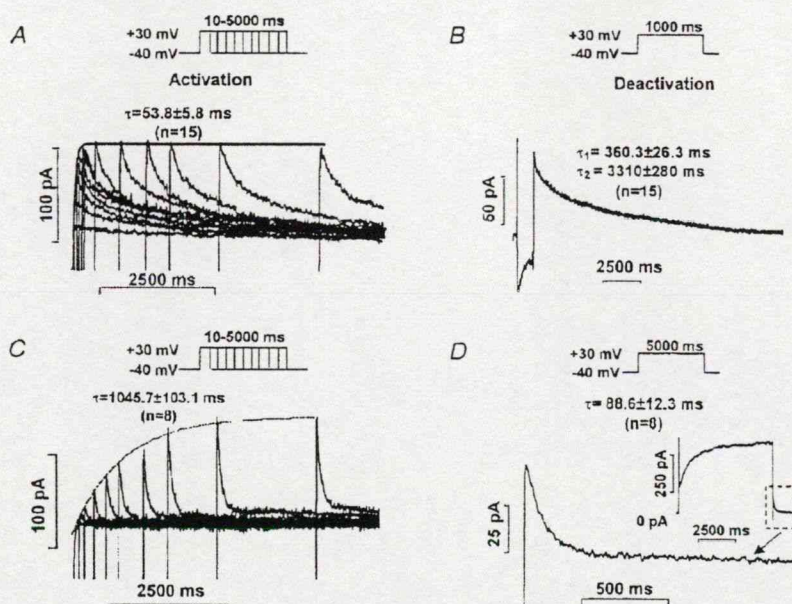 A
10-5000 ms
+30 mV
-40 mV
Activation
τ=53.8±5.8 ms
(n=15)
100 pA
2500 ms
B
1000 ms
+30 mV
-40 mV
Deactivation
τ1= 360.3±26.3 ms
τ2= 3310±280 ms
(n=15)
50 pA
2500 ms
C
10-5000 ms
+30 mV
-40 mV
τ=1045.7±103.1 ms
(n=8)
100 pA
2500 ms
D
5000 ms
+30 mV
-40 mV
τ=88.6±12.3 ms
(n=8)
250 pA
0 pA
2500 ms
25 pA
500 ms